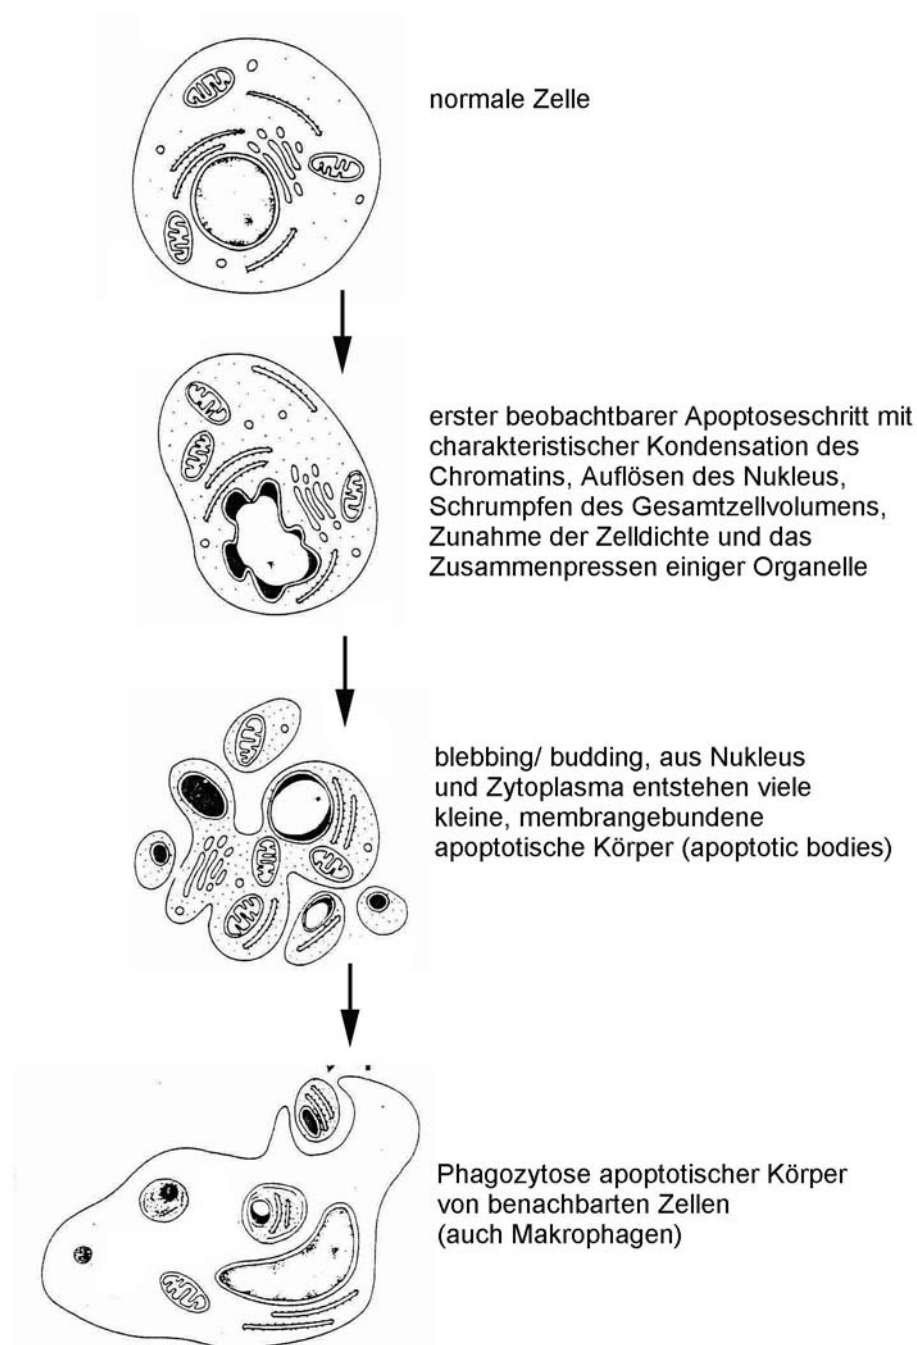 normale Zelle
erster beobachtbarer Apoptoseschritt mit
charakteristischer Kondensation des
Chromatins, Auflösen des Nukleus,
Schrumpfen des Gesamtzellvolumens,
Zunahme der Zelldichte und das
Zusammenpressen einiger Organelle
blebbing/ budding, aus Nukleus
und Zytoplasma entstehen viele
kleine, membrangebundene
apoptotische Körper (apoptotic bodies)
Phagozytose apoptotischer Körper
von benachbarten Zellen
(auch Makrophagen)